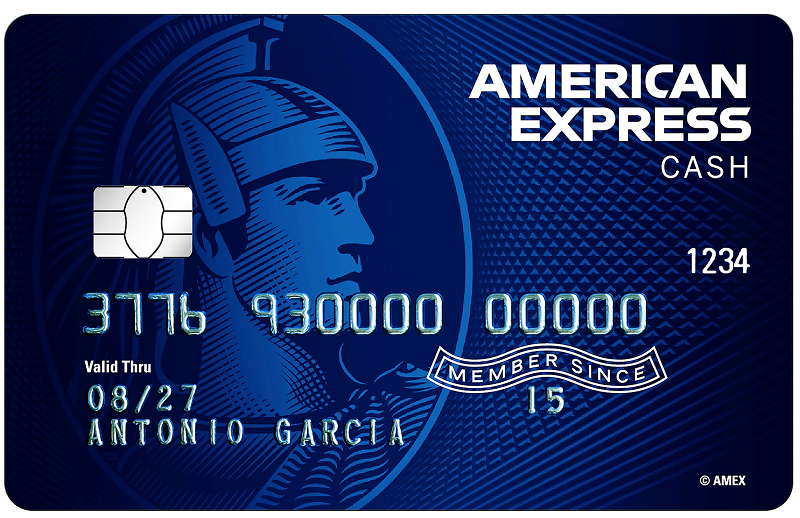 AMERICAN
EXPRESS
CASH
1234
3776 930000 00000
Valid Thru
MEMBER SINCE
08/27
15
ANTONIO GARCIA
© AMEX